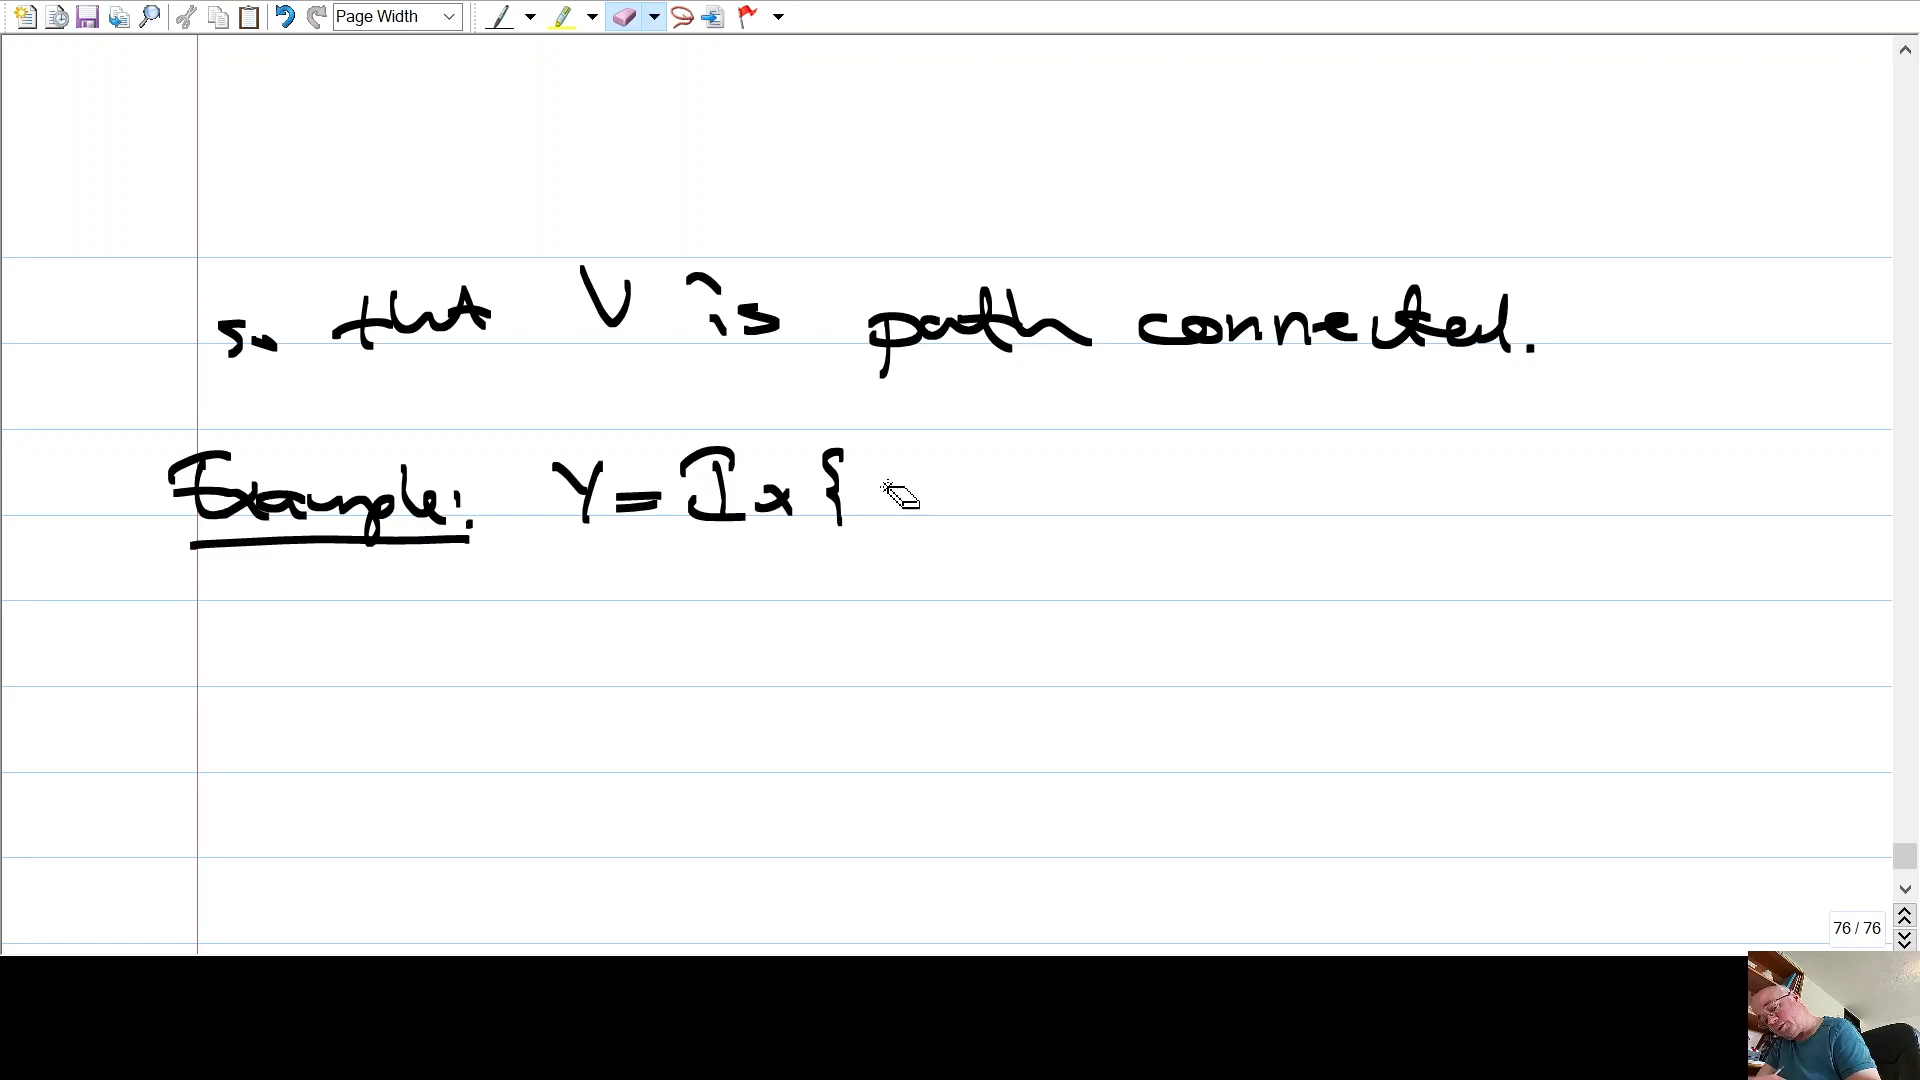 Page Width
so that V is path connected.
Example: Y = I x {
76 / 76